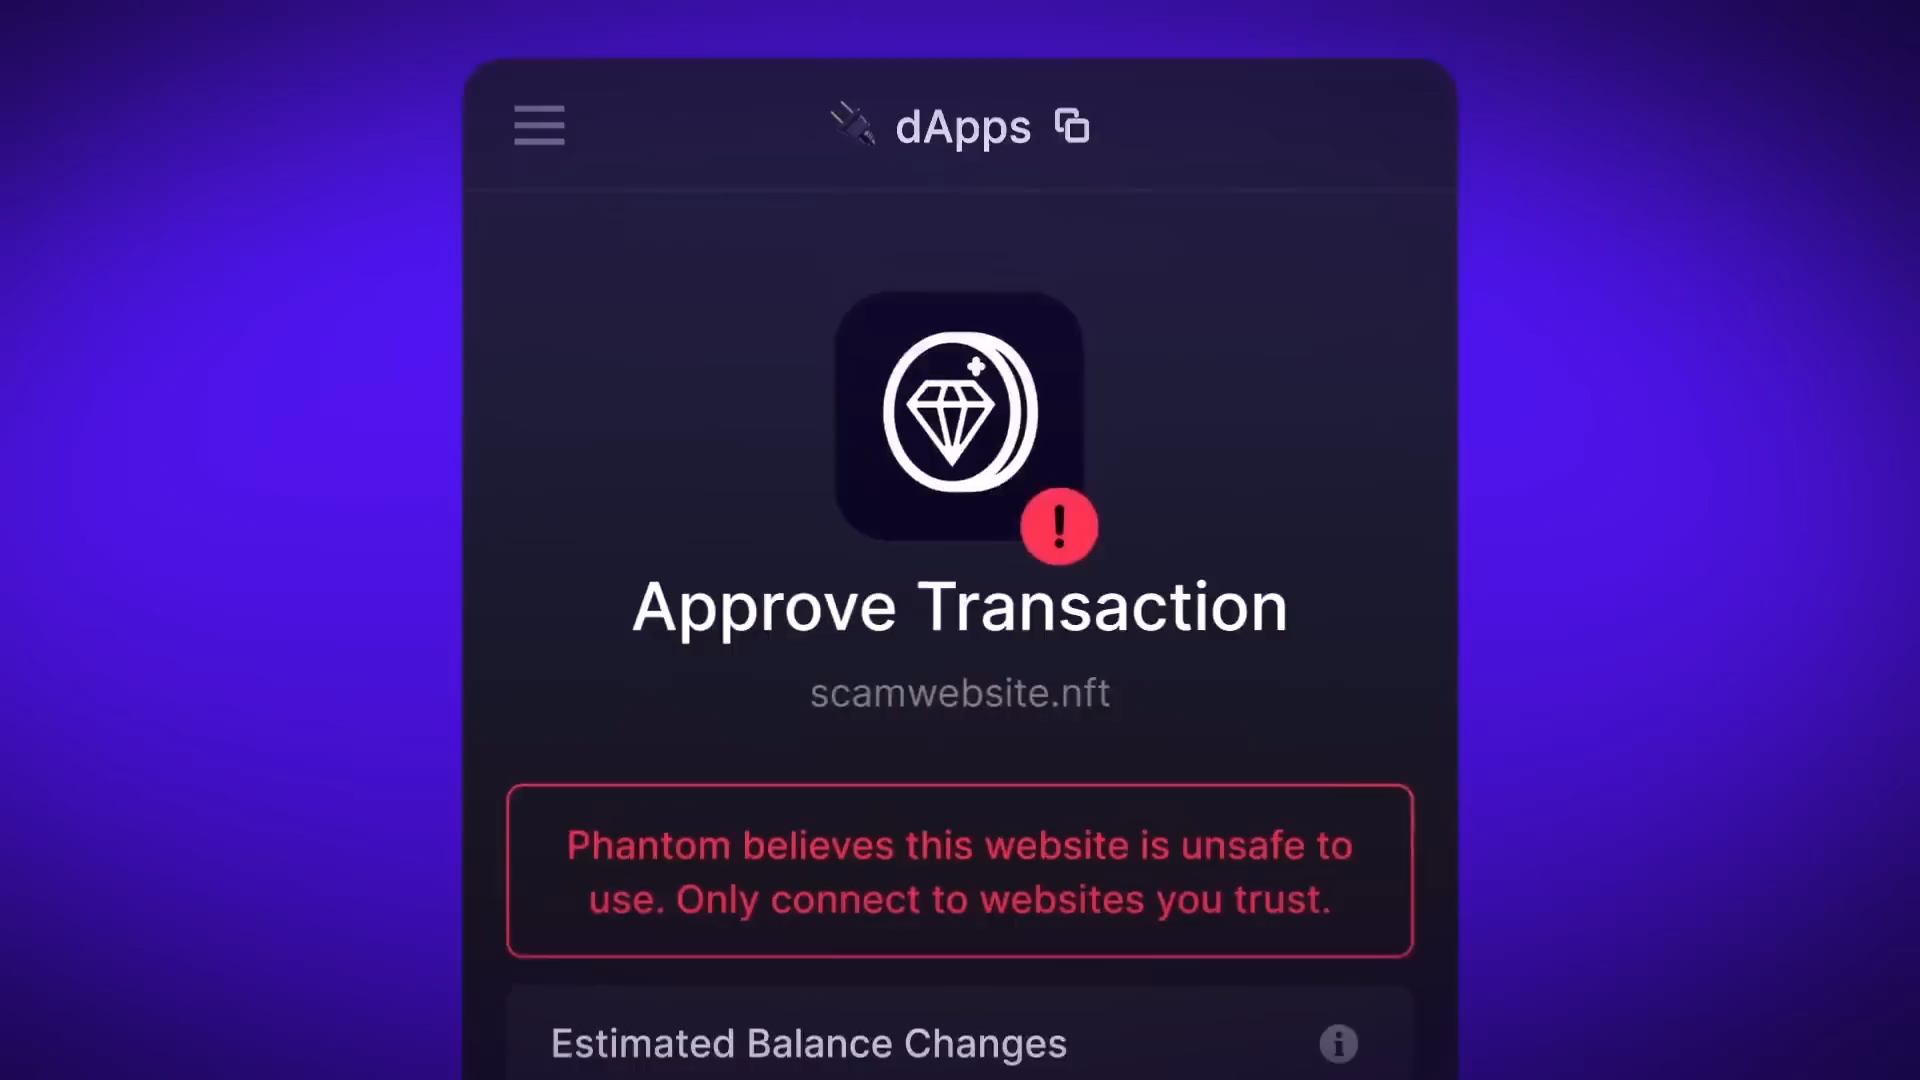 dApps
Approve Transaction
scamwebsite.nft
Phantom believes this website is unsafe to
use. Only connect to websites you trust.
Estimated Balance Changes